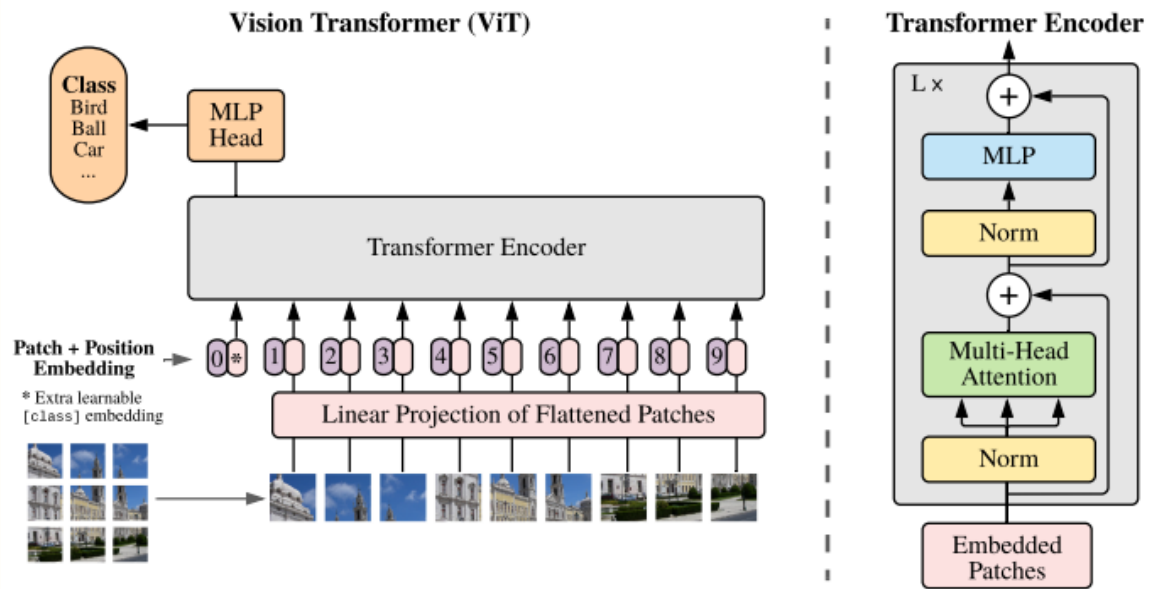 Vision Transformer (ViT)
Class
Bird
Ball
Car
...
MLP
Head
Transformer Encoder
Patch + Position
Embedding
* Extra learnable
[class] embedding
0 * 1 2 3 4 5 6 7 8 9
Linear Projection of Flattened Patches
Transformer Encoder
L ×
+
MLP
Norm
+
Multi-Head
Attention
Norm
Embedded
Patches